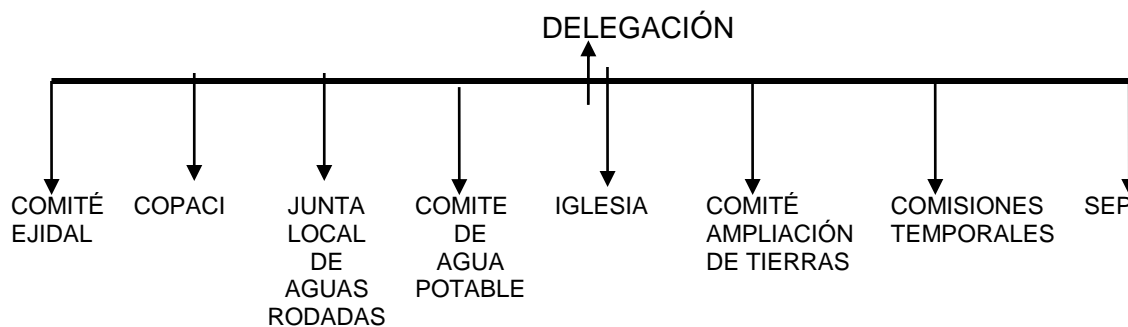 DELEGACIÓN
COMITÉ EJIDAL
COPACI
JUNTA LOCAL DE AGUAS RODADAS
COMITE DE AGUA POTABLE
IGLESIA
COMITÉ AMPLIACIÓN DE TIERRAS
COMISIONES TEMPORALES
SEP